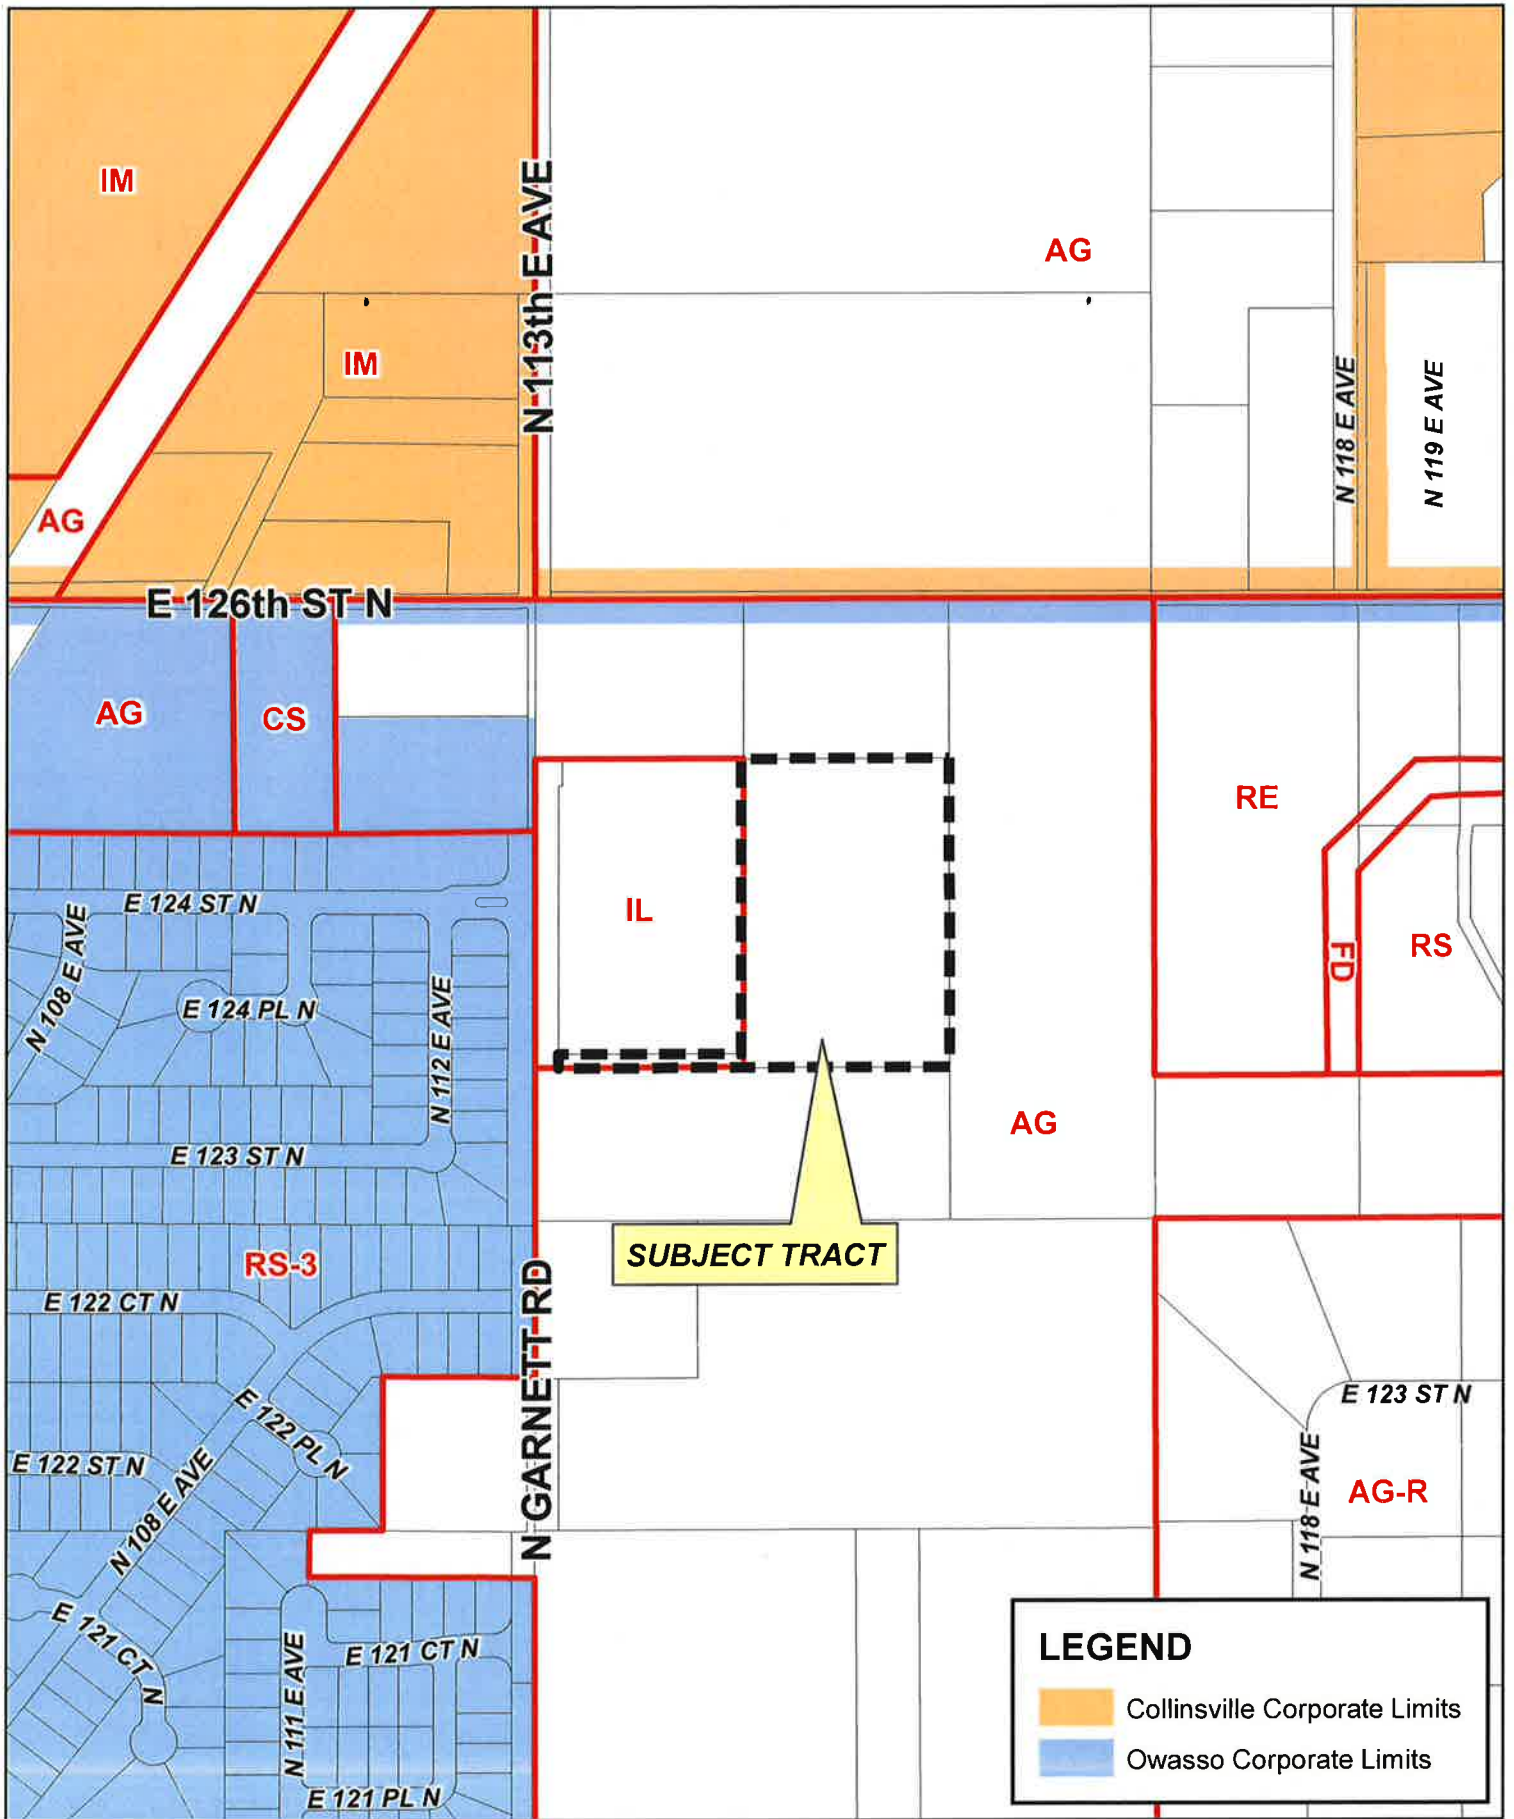 IM
N 113th E AVE
AG
IM
N 118 E AVE
N 119 E AVE
AG
E 126th ST N
AG
CS
RE
IL
E 124 ST N
N 108 E AVE
FD
RS
E 124 PL N
N 112 E AVE
AG
E 123 ST N
SUBJECT TRACT
RS-3
E 122 CT N
N GARNETT RD
E 123 ST N
E 122 PL N
E 122 ST N
N 108 E AVE
N 118 E AVE
AG-R
E 121 CT N
N 111 E AVE
E 121 CT N
E 121 PL N
LEGEND
Collinsville Corporate Limits
Owasso Corporate Limits